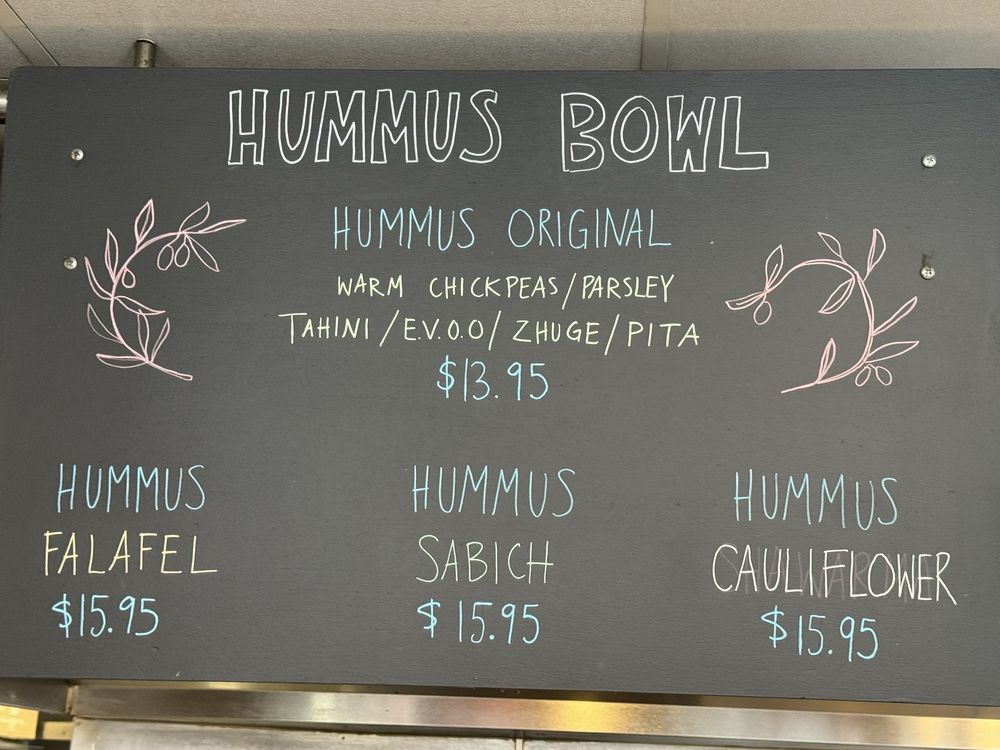 HUMMUS BOWL
HUMMUS ORIGINAL
WARM CHICKPEAS/PARSLEY
TAHINI/E.V.O.O/ZHUGE/PITA
$13.95
HUMMUS
FALAFEL
$15.95
HUMMUS
SABICH
$15.95
HUMMUS
CAULIFLOWER
$15.95